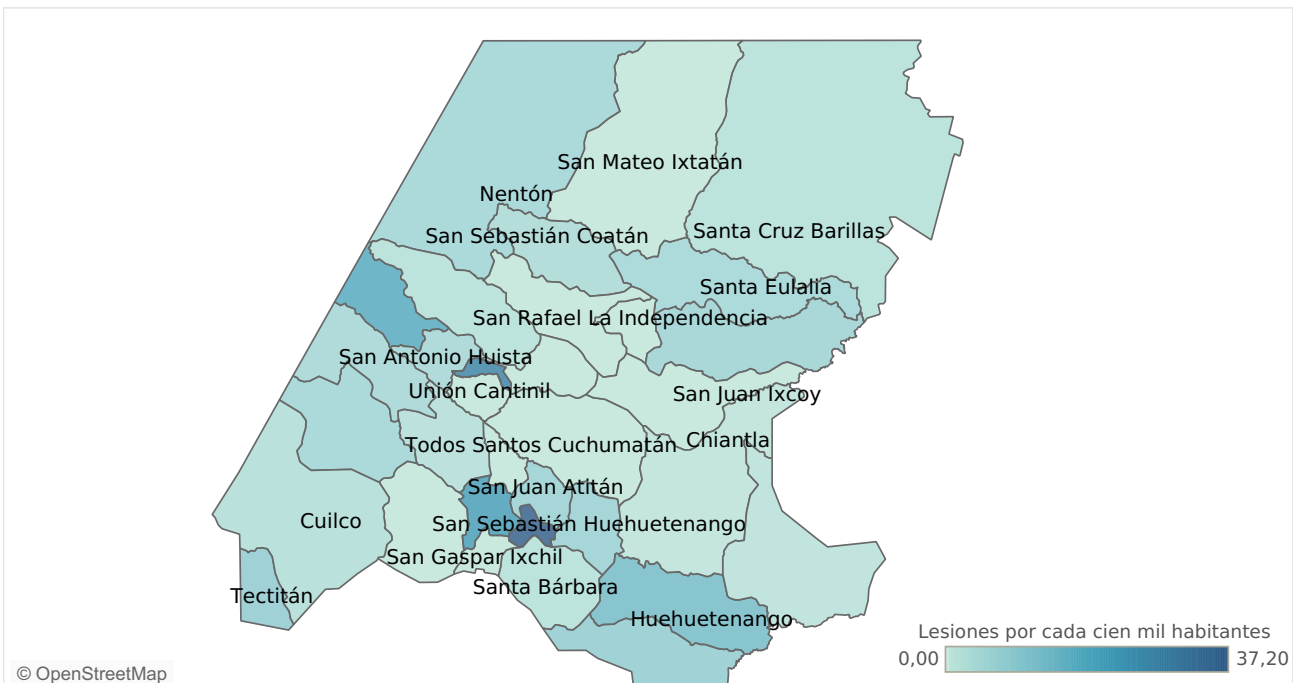 San Mateo Ixtatán
Nentón
San Sebastián Coatán
Santa Cruz Barillas
Santa Eulalia
San Rafael La Independencia
San Antonio Huista
Unión Cantinil
San Juan Ixcoy
Todos Santos Cuchumatán
Chiantla
San Juan Atitán
Cuilco
San Sebastián Huehuetenango
San Gaspar Ixchil
Santa Bárbara
Tectitán
Huehuetenango
Lesiones por cada cien mil habitantes
0,00
37,20
© OpenStreetMap